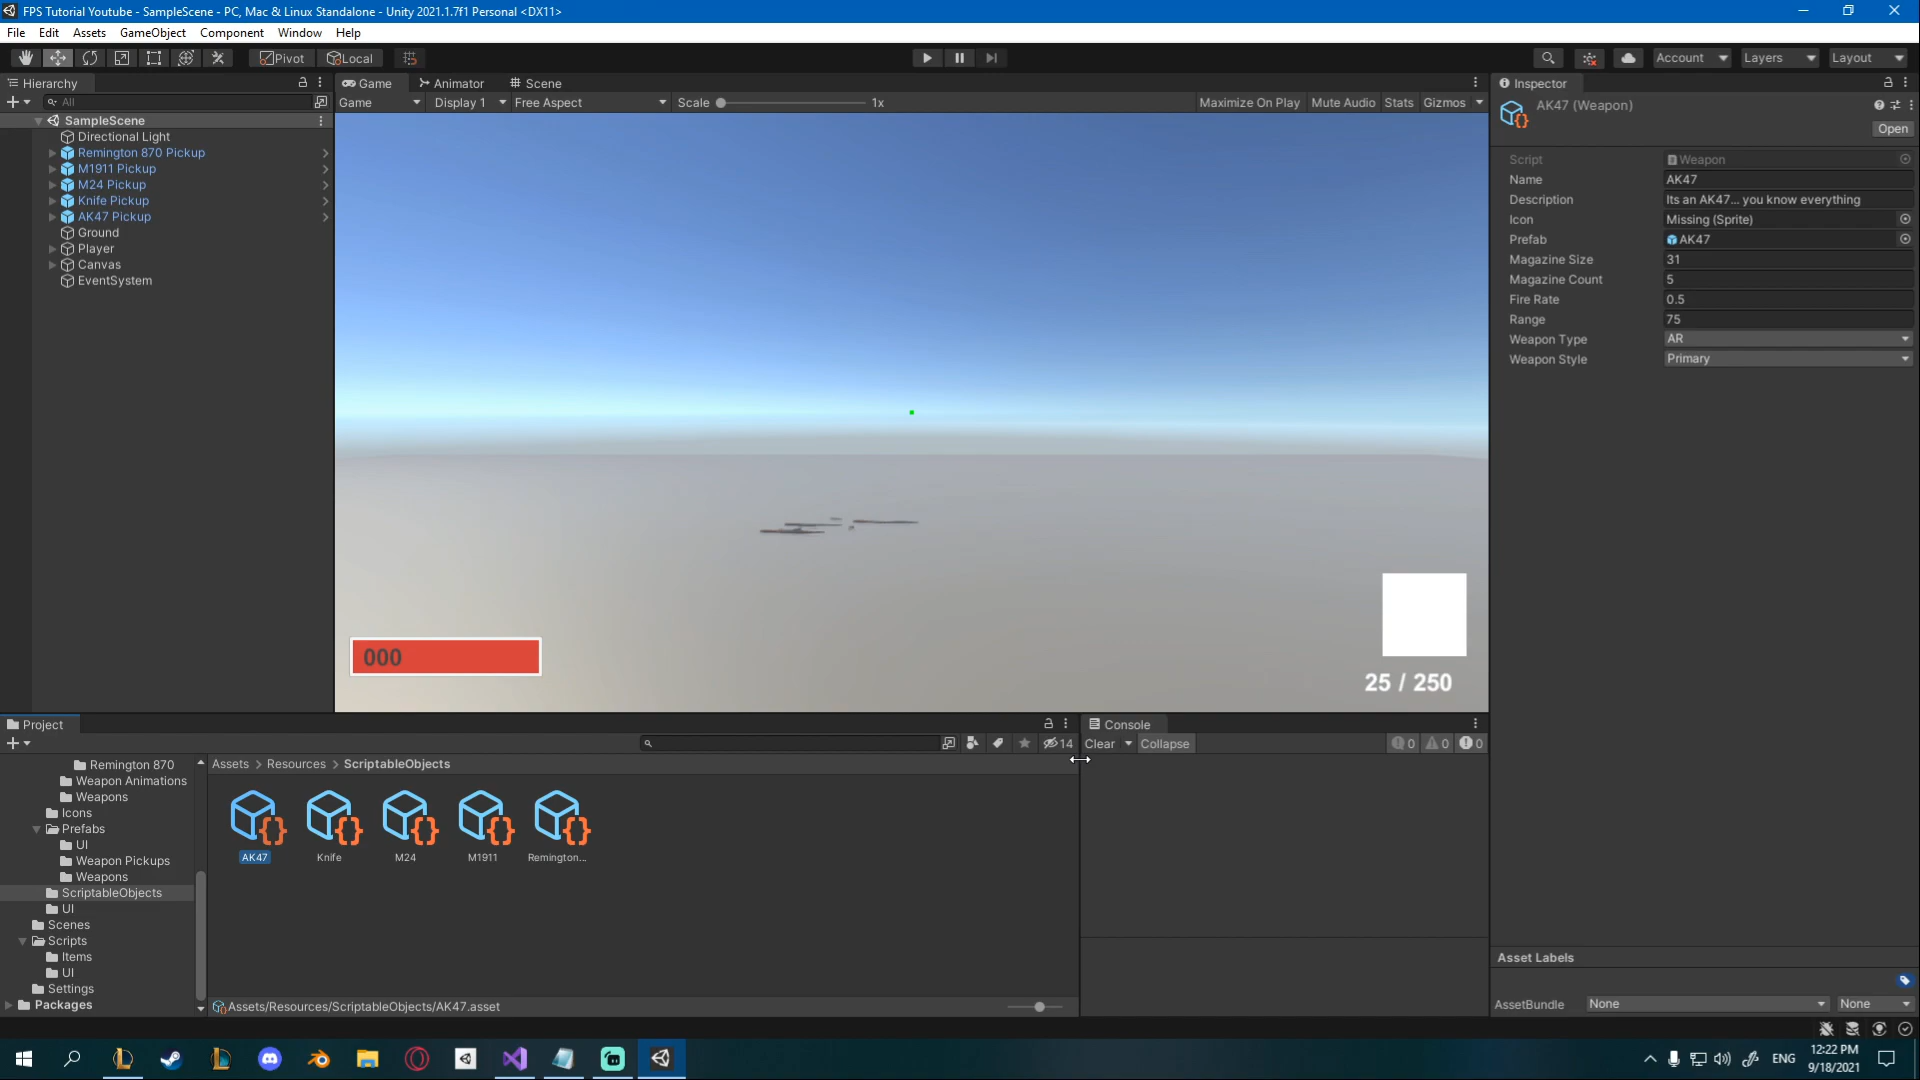 FPS Tutorial Youtube - SampleScene - PC, Mac & Linux Standalone - Unity 2021.1.7f1 Personal <DX11>
File Edit Assets GameObject Component Window Help
Pivot Local Account Layers Layout
Hierarchy
All
SampleScene
Directional Light
Remington 870 Pickup
M1911 Pickup
M24 Pickup
Knife Pickup
AK47 Pickup
Ground
Player
Canvas
EventSystem
Game Animator Scene
Game Display 1 Free Aspect Scale 1x Maximize On Play Mute Audio Stats Gizmos
000
25 / 250
Inspector
AK47 (Weapon)
Open
Script Weapon
Name AK47
Description Its an AK47... you know everything
Icon Missing (Sprite)
Prefab AK47
Magazine Size 31
Magazine Count 5
Fire Rate 0.5
Range 75
Weapon Type AR
Weapon Style Primary
Asset Labels
AssetBundle None None
Project
14
Remington 870
Weapon Animations
Weapons
Icons
Prefabs
UI
Weapon Pickups
Weapons
ScriptableObjects
UI
Scenes
Scripts
Items
UI
Settings
Packages
Assets > Resources > ScriptableObjects
AK47 Knife M24 M1911 Remington...
Assets/Resources/ScriptableObjects/AK47.asset
Console
Clear Collapse 0 0 0
ENG
12:22 PM
9/18/2021